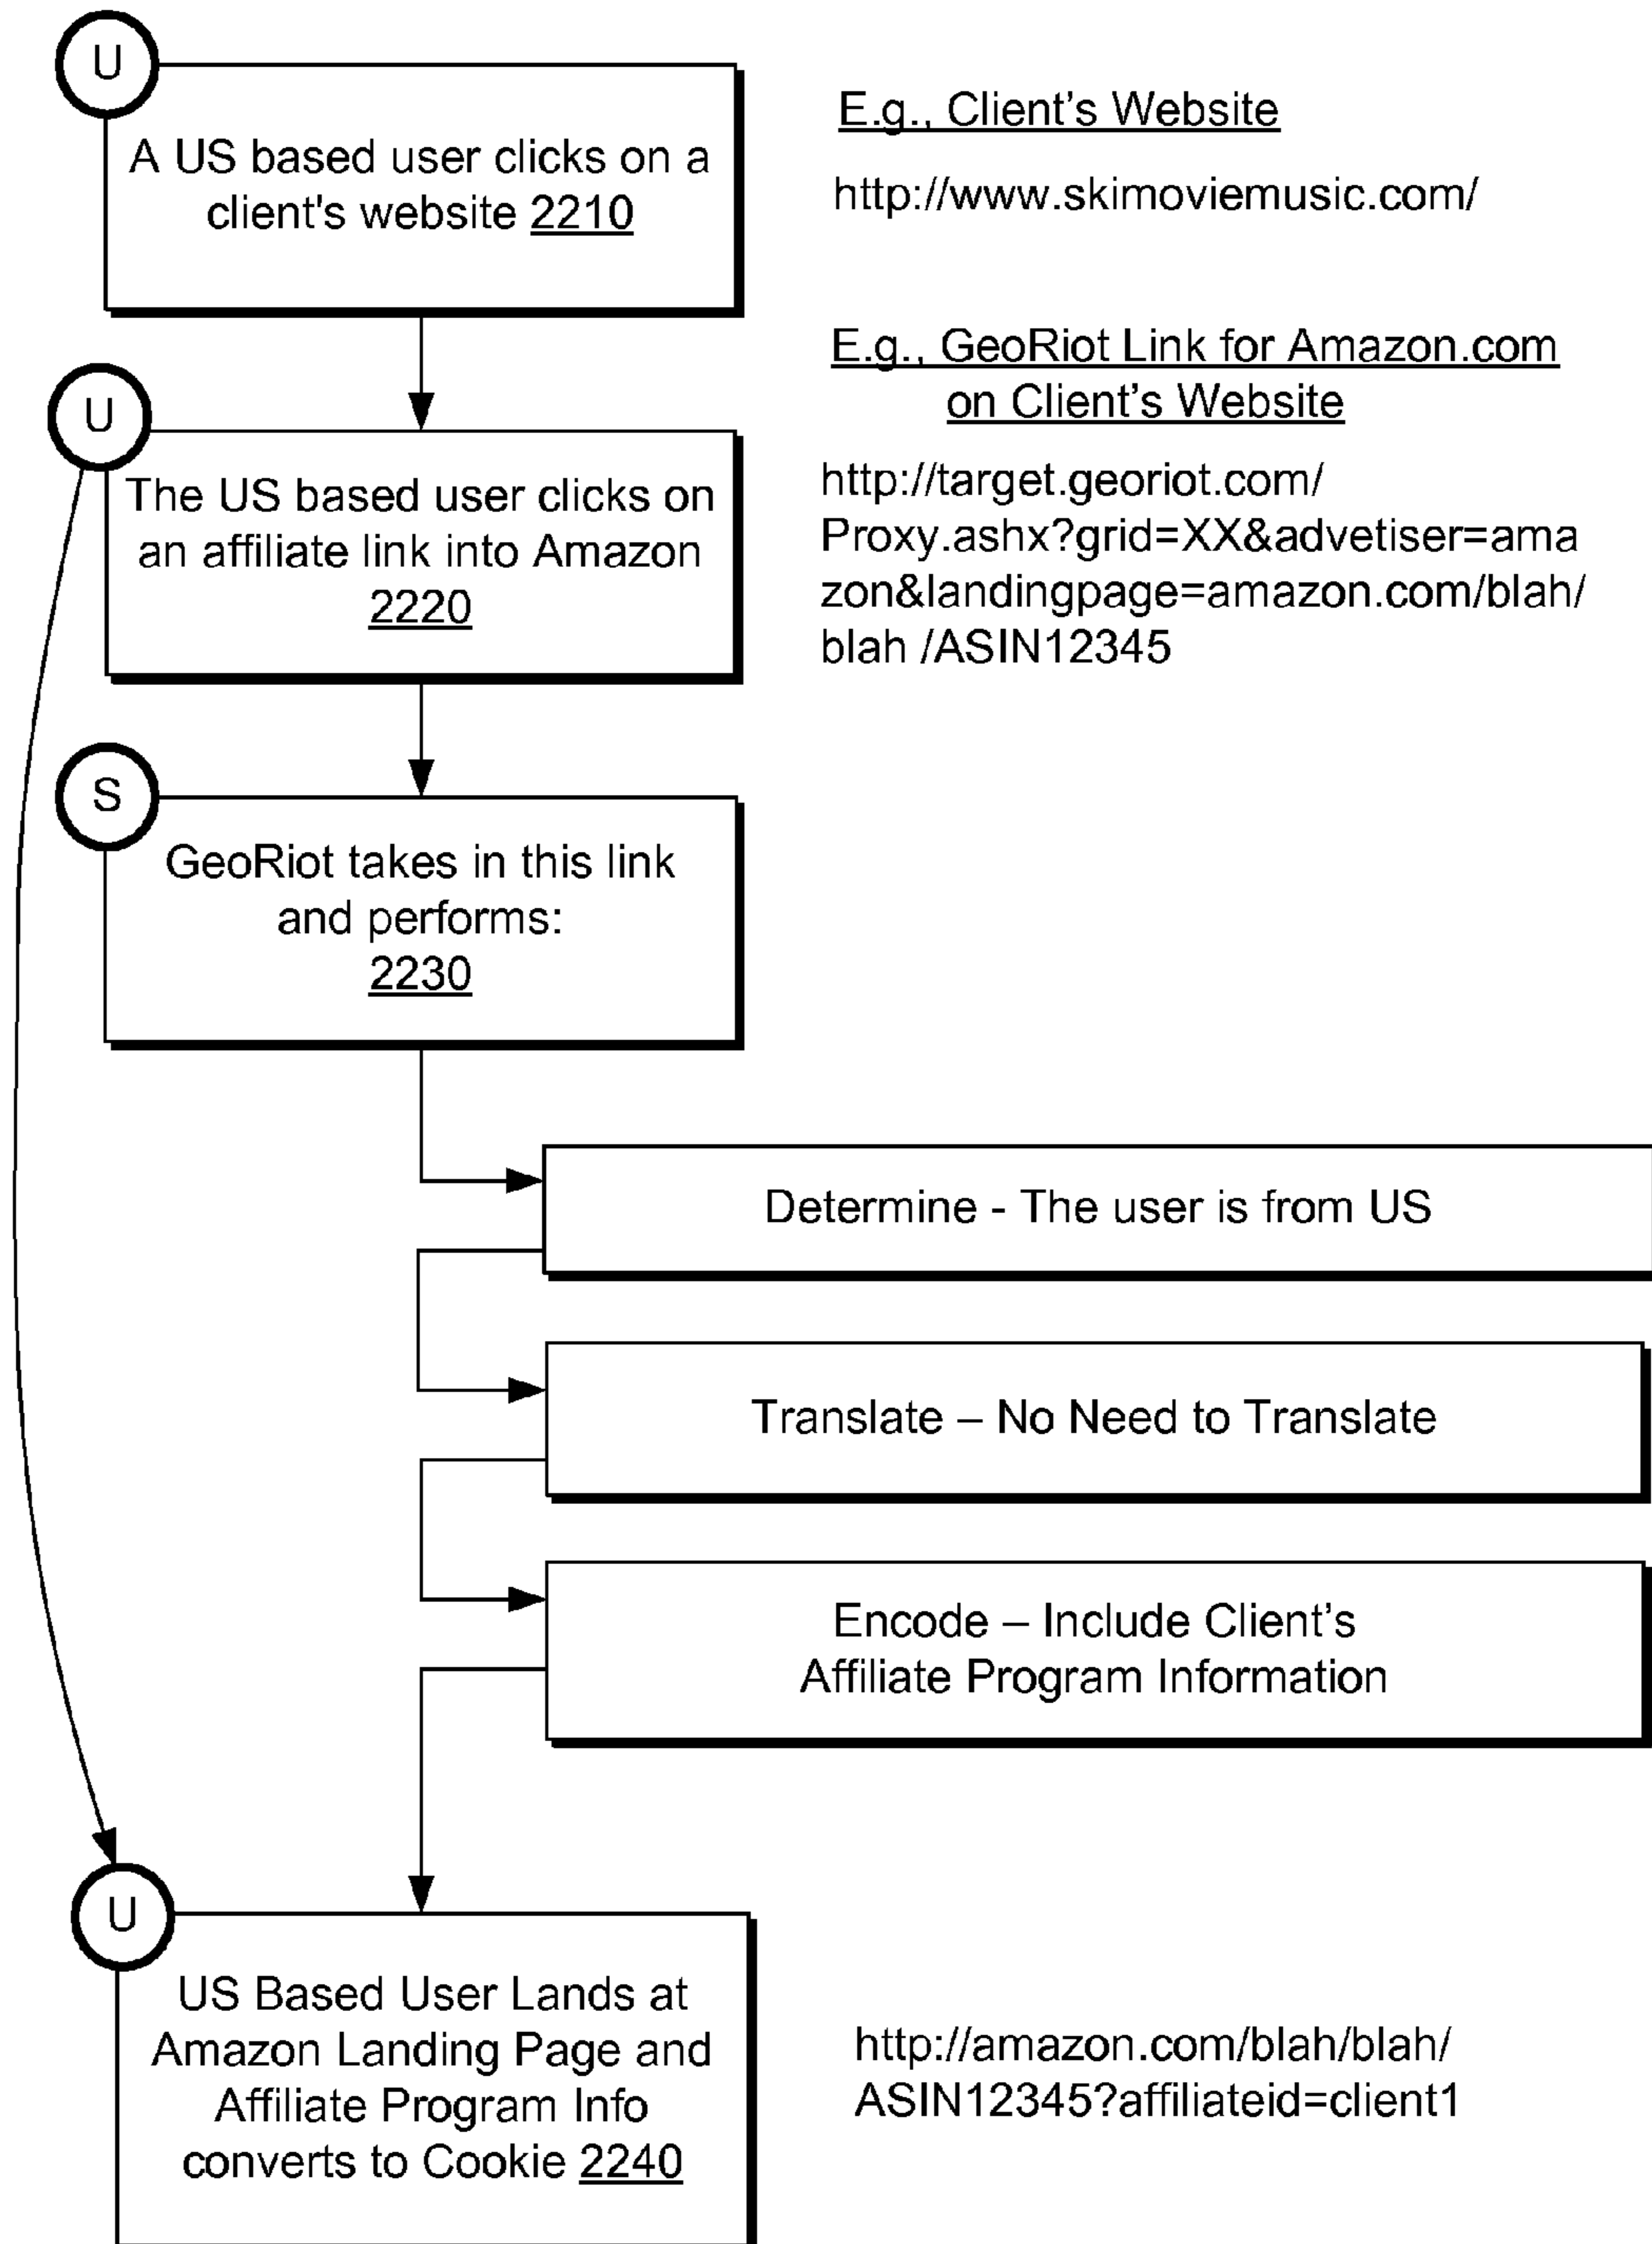 U
A US based user clicks on a
client's website 2210
E.g., Client's Website
http://www.skimoviemusic.com/
E.g., GeoRiot Link for Amazon.com
on Client's Website
U
The US based user clicks on
an affiliate link into Amazon
2220
http://target.georiot.com/
Proxy.ashx?grid=XX&advetiser=ama
zon&landingpage=amazon.com/blah/
blah /ASIN12345
S
GeoRiot takes in this link
and performs:
2230
Determine - The user is from US
Translate – No Need to Translate
Encode – Include Client's
Affiliate Program Information
U
US Based User Lands at
Amazon Landing Page and
Affiliate Program Info
converts to Cookie 2240
http://amazon.com/blah/blah/
ASIN12345?affiliateid=client1